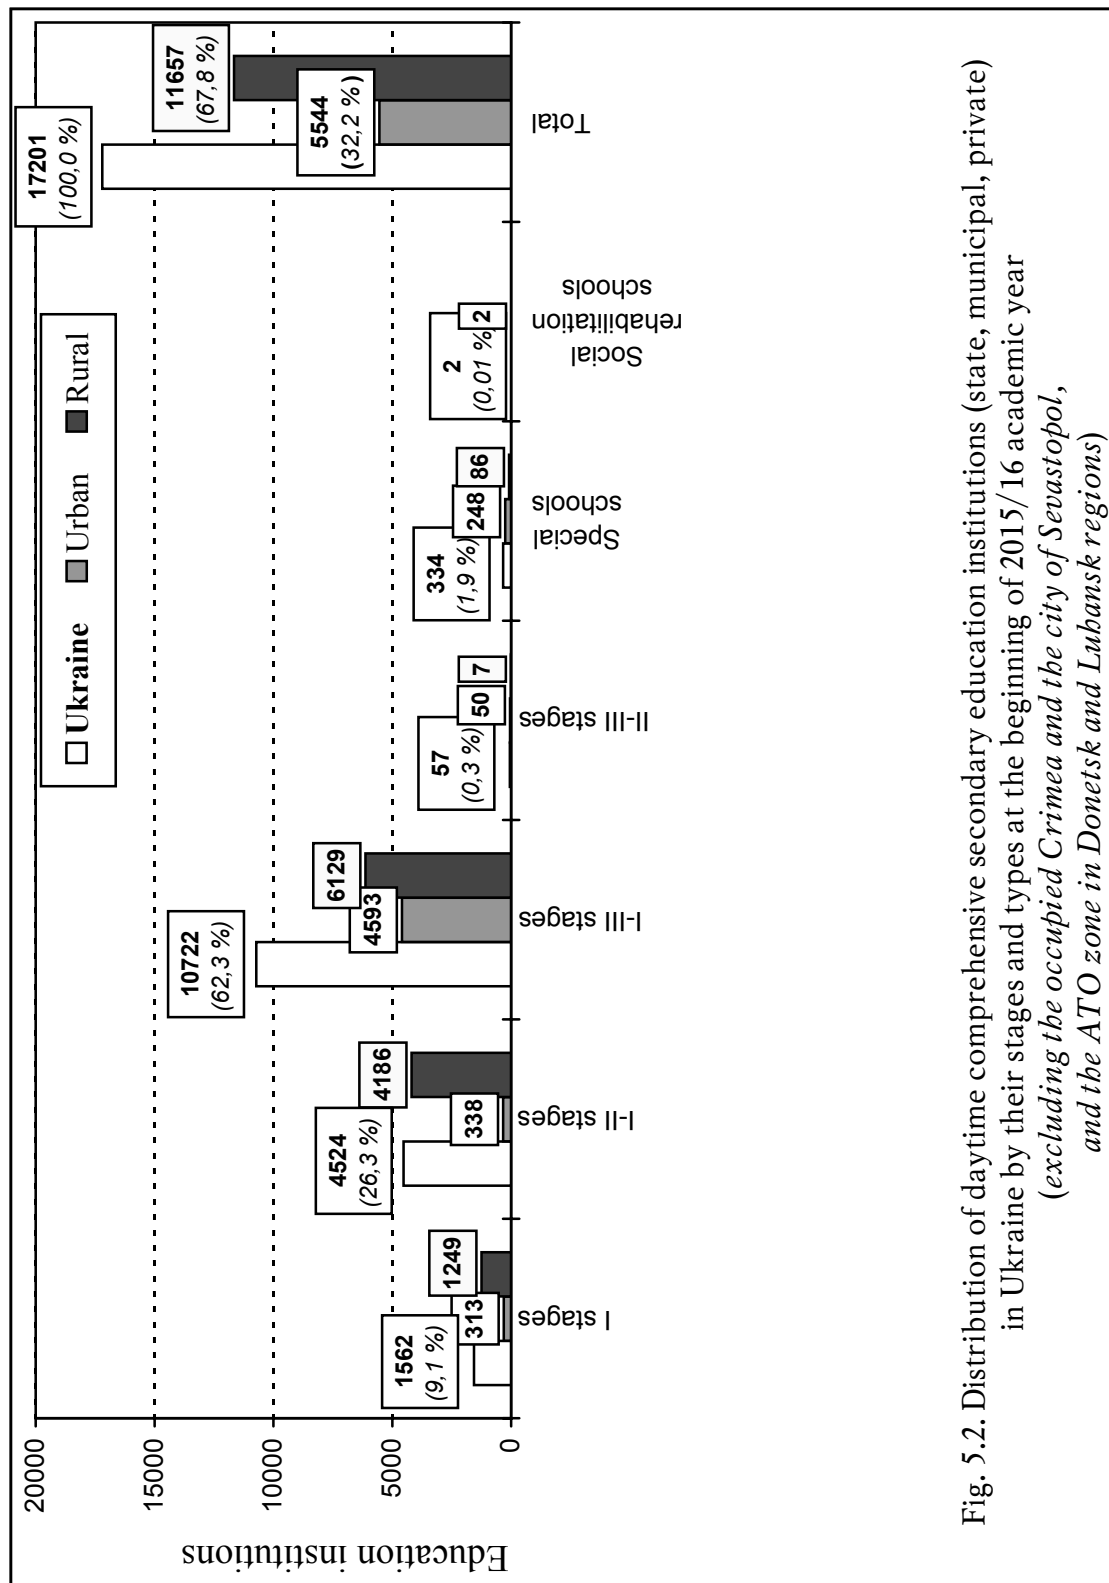 Education institutions
20000
15000
10000
5000
0
Ukraine Urban Rural
1562
(9,1 %)
313
1249
4524
(26,3 %)
338
4186
10722
(62,3 %)
4593
6129
57
(0,3 %)
50
7
334
(1,9 %)
248
86
2
(0,01 %)
2
17201
(100,0 %)
5544
(32,2 %)
11657
(67,8 %)
I stages
I-II stages
I-III stages
II-III stages
Special
schools
Social
rehabilitation
schools
Total
Fig. 5.2. Distribution of daytime comprehensive secondary education institutions (state, municipal, private)
in Ukraine by their stages and types at the beginning of 2015/16 academic year
(excluding the occupied Crimea and the city of Sevastopol,
and the ATO zone in Donetsk and Luhansk regions)